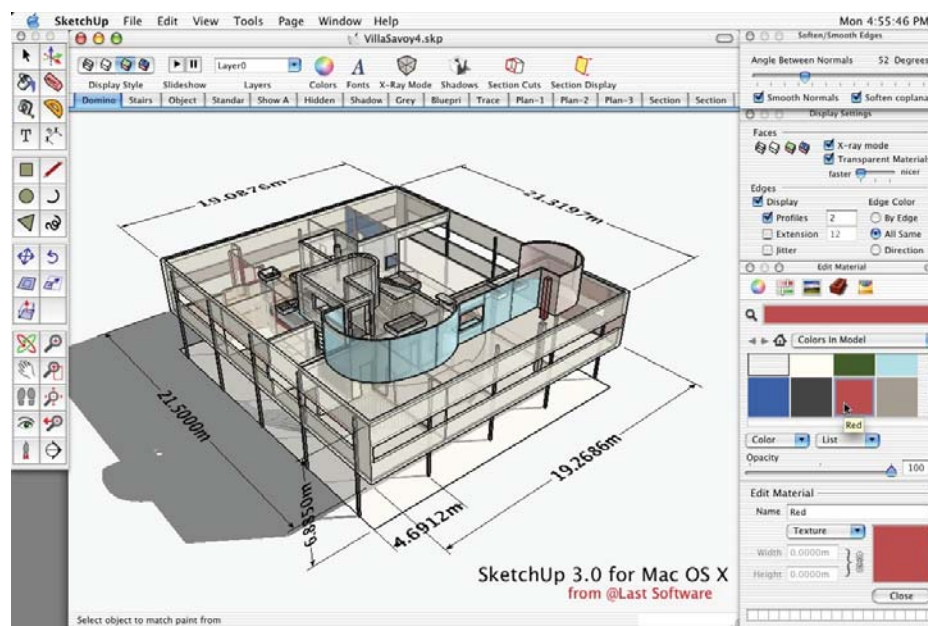 SketchUp File Edit View Tools Page Window Help Mon 4:55:46 PM
VillaSavoy4.skp
Layer0
Display Style Slideshow Layers Colors Fonts X-Ray Mode Shadows Section Cuts Section Display
Domino Stairs Object Standar Show A Hidden Shadow Grey Bluepri Trace Plan-1 Plan-2 Plan-3 Section Section
19.0876m
21.3197m
21.5000m
6.8850m
4.6912m
19.2686m
SketchUp 3.0 for Mac OS X
from @Last Software
Select object to match paint from
Soften/Smooth Edges
Angle Between Normals 52 Degrees
Smooth Normals Soften coplana
Display Settings
Faces
X-ray mode
Transparent Material
faster nicer
Edges
Display Edge Color
Profiles 2 By Edge
Extension 12 All Same
Jitter Direction
Edit Material
Colors In Model
Red
Color List
Opacity
100
Edit Material
Name Red
Texture
Width 0.0000m
Height 0.0000m
Close